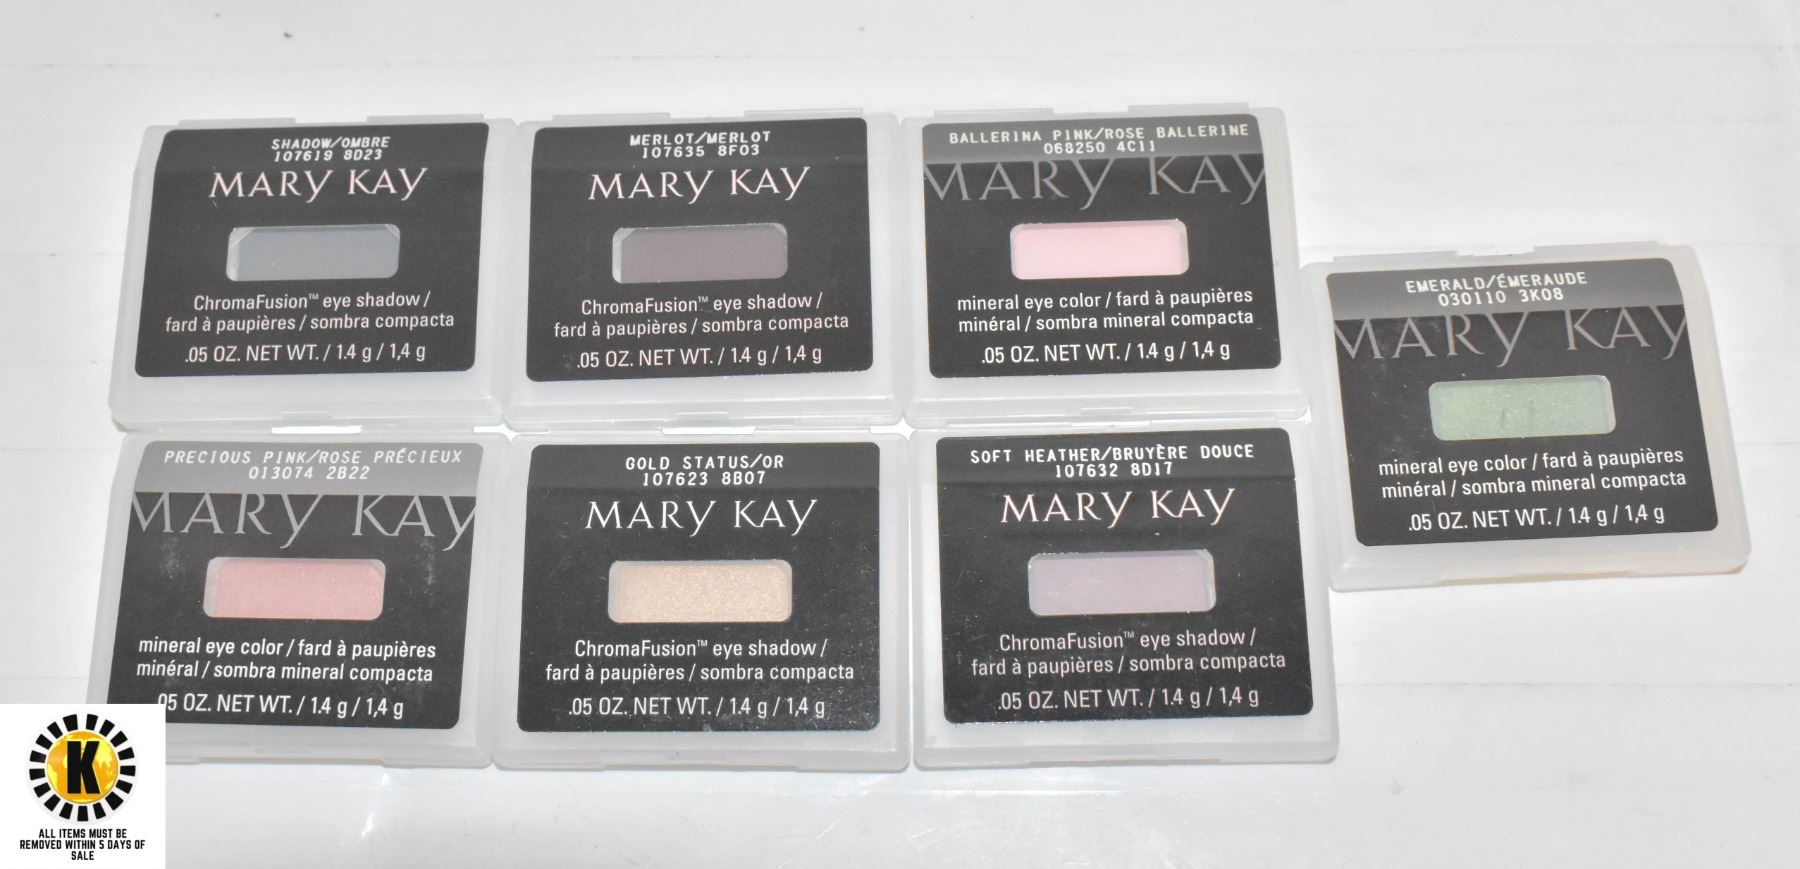 SHADOW/OMBRE
107619 8D23
MARY KAY
ChromaFusion™ eye shadow /
fard à paupières / sombra compacta
.05 OZ. NET WT. / 1.4 g / 1,4 g
MERLOT/MERLOT
107635 8F03
MARY KAY
ChromaFusion™ eye shadow /
fard à paupières / sombra compacta
.05 OZ. NET WT. / 1.4 g / 1,4 g
BALLERINA PINK/ROSE BALLERINE
068250 4C11
MARY KAY
mineral eye color / fard à paupières
minéral / sombra mineral compacta
.05 OZ. NET WT. / 1.4 g / 1,4 g
EMERALD/ÉMERAUDE
030110 3K08
MARY KAY
mineral eye color / fard à paupières
minéral / sombra mineral compacta
.05 OZ. NET WT. / 1.4 g / 1,4 g
PRECIOUS PINK/ROSE PRÉCIEUX
013074 2B22
MARY KAY
mineral eye color / fard à paupières
minéral / sombra mineral compacta
.05 OZ. NET WT. / 1.4 g / 1,4 g
GOLD STATUS/OR
107623 8B07
MARY KAY
ChromaFusion™ eye shadow /
fard à paupières / sombra compacta
.05 OZ. NET WT. / 1.4 g / 1,4 g
SOFT HEATHER/BRUYÈRE DOUCE
107632 8D17
MARY KAY
ChromaFusion™ eye shadow /
fard à paupières / sombra compacta
.05 OZ. NET WT. / 1.4 g / 1,4 g
K
ALL ITEMS MUST BE
REMOVED WITHIN 5 DAYS OF
SALE